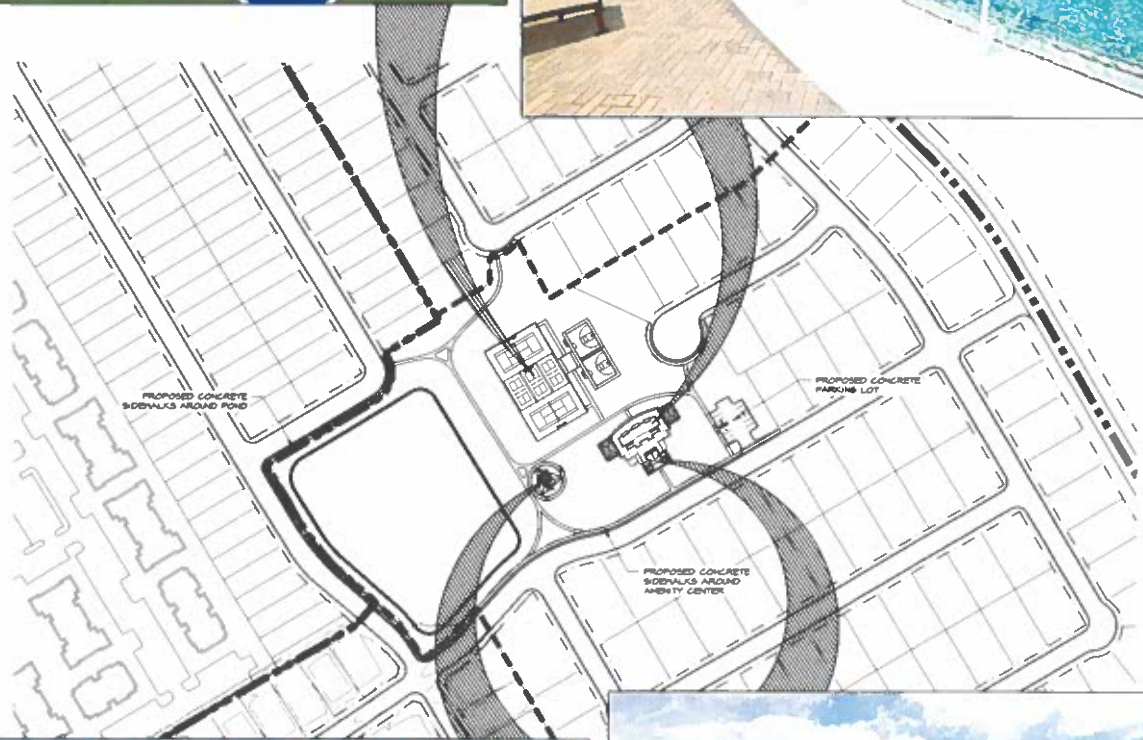 PROPOSED CONCRETE
SIDEWALKS AROUND POND
PROPOSED CONCRETE
PARKING LOT
PROPOSED CONCRETE
SIDEWALKS AROUND
AMENITY CENTER